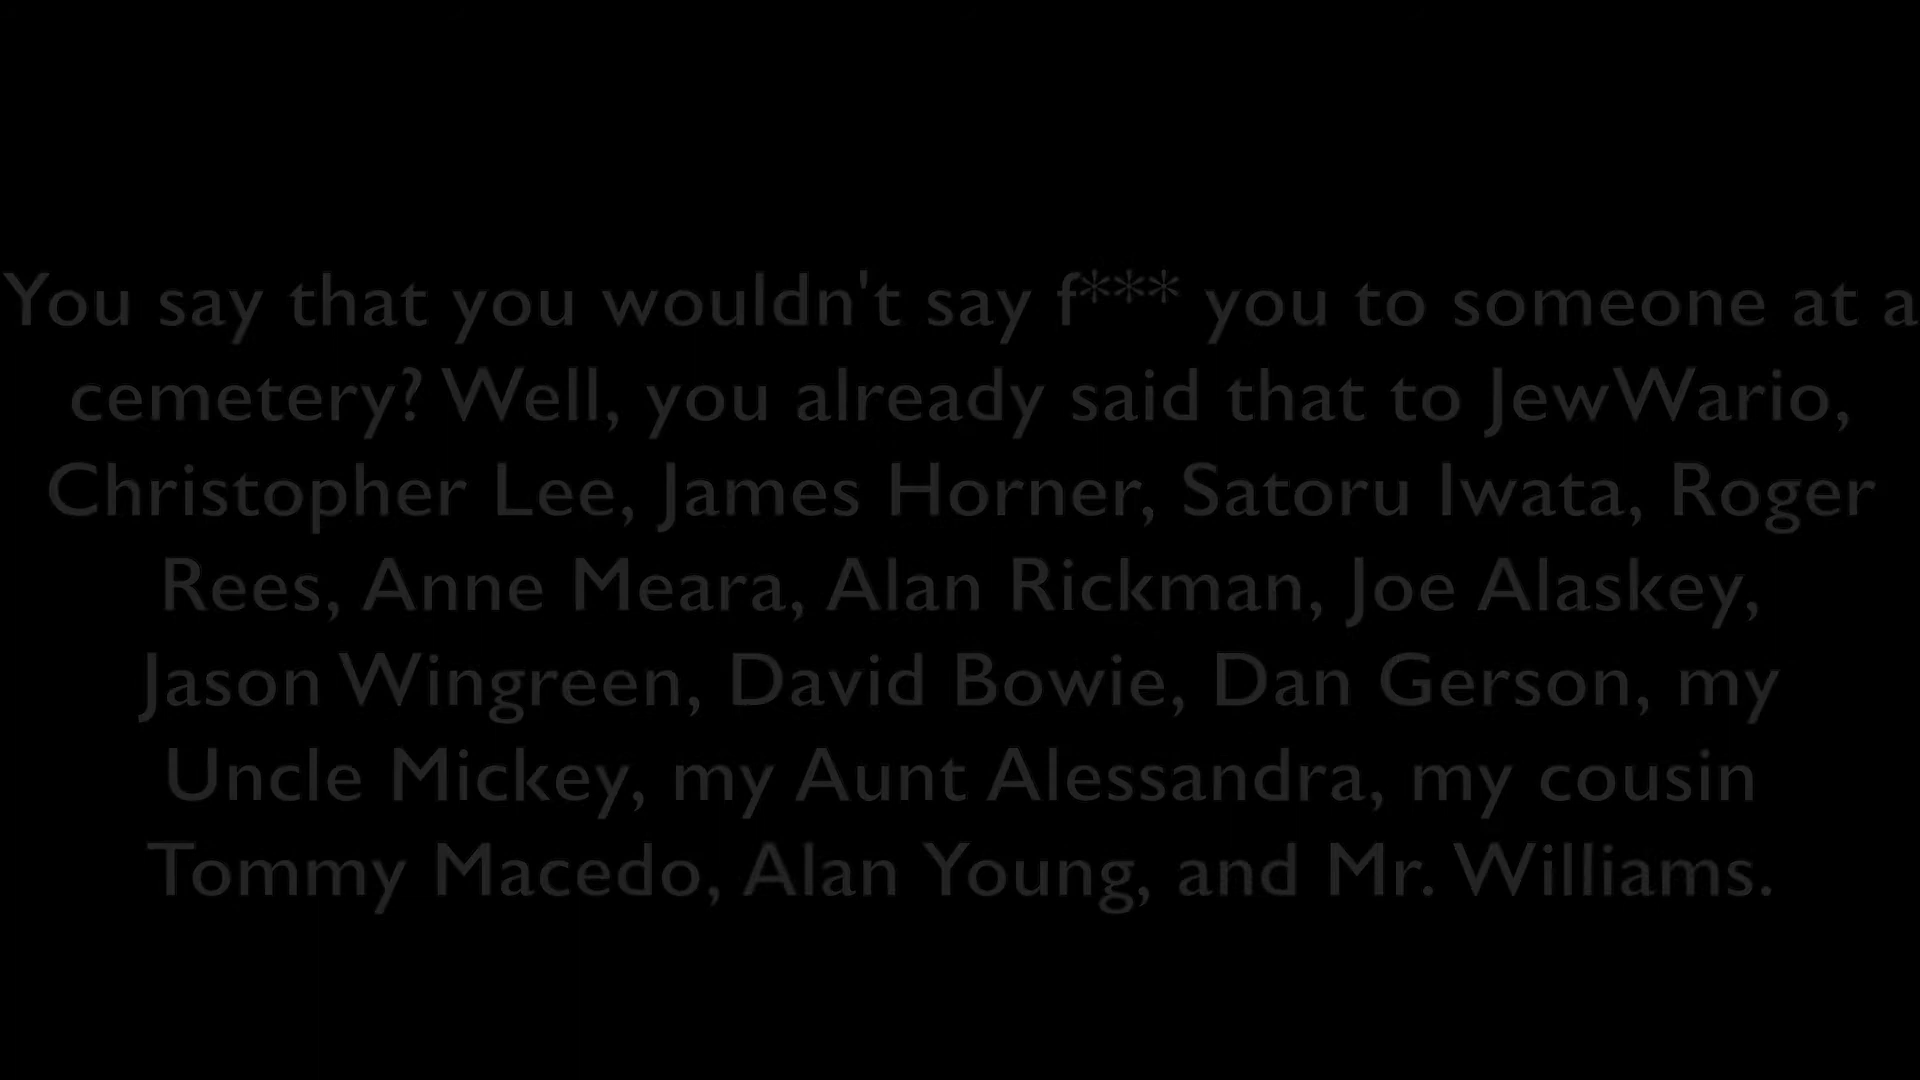 You say that you wouldn't say f*** you to someone at a
cemetery? Well, you already said that to JewWario,
Christopher Lee, James Horner, Satoru Iwata, Roger
Rees, Anne Meara, Alan Rickman, Joe Alaskey,
Jason Wingreen, David Bowie, Dan Gerson, my
Uncle Mickey, my Aunt Alessandra, my cousin
Tommy Macedo, Alan Young, and Mr. Williams.